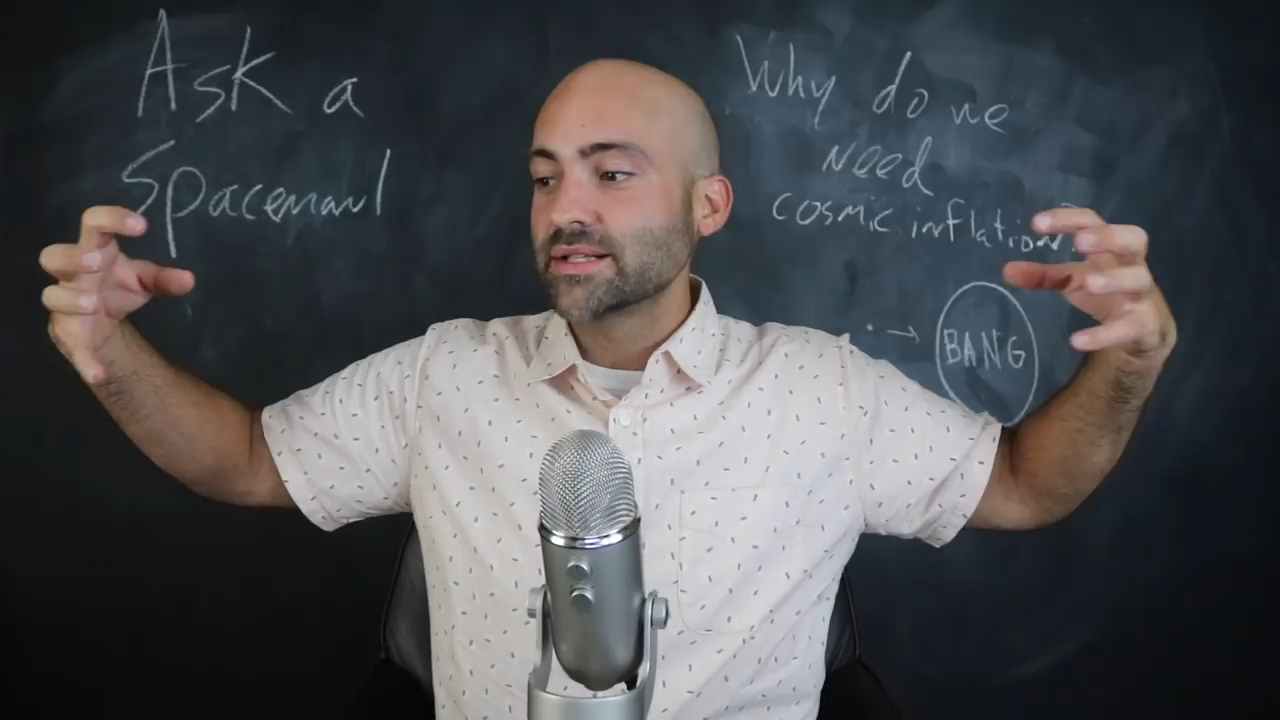 Ask a
Spaceman!
Why do we
need
cosmic inflation?
BANG